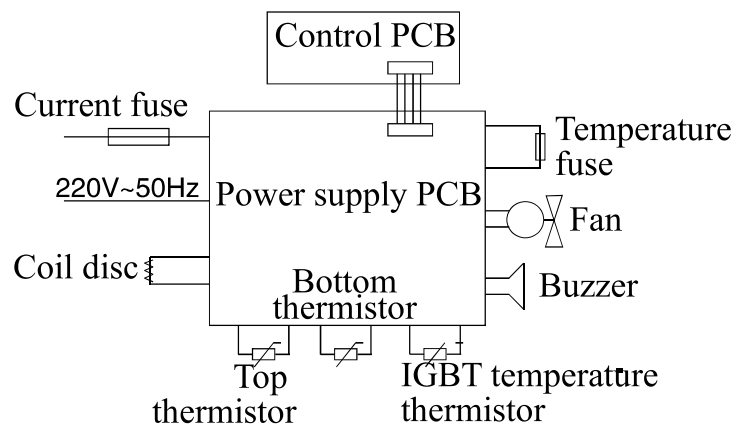 Control PCB
Current fuse
Temperature
fuse
220V~50Hz
Power supply PCB
Fan
Coil disc
Bottom
thermistor
Buzzer
Top
thermistor
IGBT temperature
thermistor